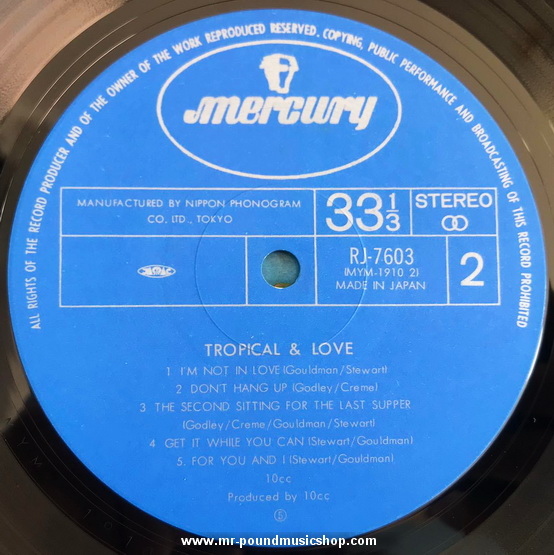 ALL RIGHTS OF THE RECORD PRODUCER AND OF THE OWNER OF THE WORK REPRODUCED RESERVED. COPYING, PUBLIC PERFORMANCE AND BROADCASTING OF THIS RECORD PROHIBITED
mercury
MANUFACTURED BY NIPPON PHONOGRAM
CO., LTD., TOKYO
33 1/3
STEREO
JASRAC
RJ-7603
(MYM-1910 2)
MADE IN JAPAN
2
TROPICAL & LOVE
1 I'M NOT IN LOVE (Gouldman/Stewart)
2 DON'T HANG UP (Godley/Creme)
3 THE SECOND SITTING FOR THE LAST SUPPER
(Godley/Creme/Gouldman/Stewart)
4 GET IT WHILE YOU CAN (Stewart/Gouldman)
5. FOR YOU AND I (Stewart/Gouldman)
10cc
Produced by 10cc
www.mr-poundmusicshop.com